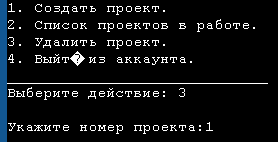 1. Создать проект.
2. Список проектов в работе.
3. Удалить проект.
4. Выйт� из аккаунта.
Выберите действие: 3
Укажите номер проекта:1